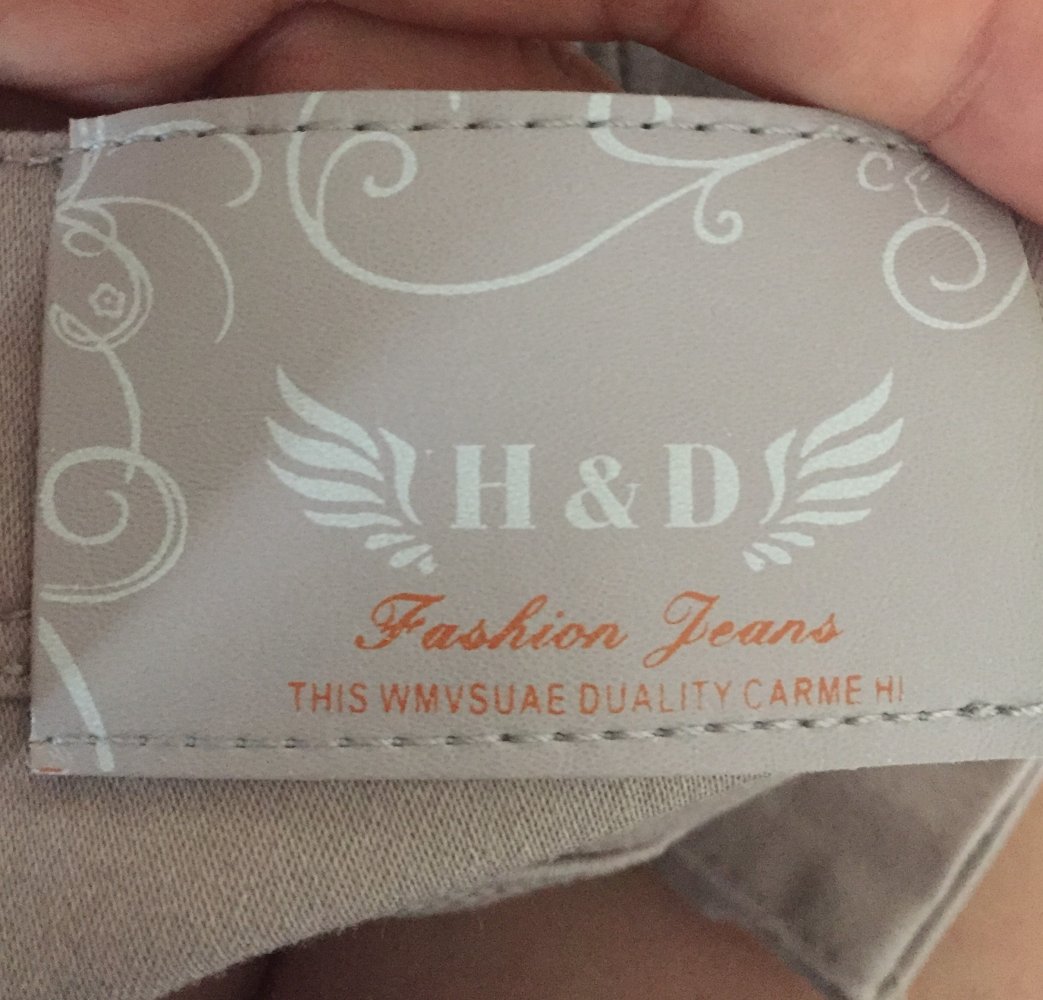 H & D
Fashion Jeans
THIS WMVSUAE DUALITY CARME HI